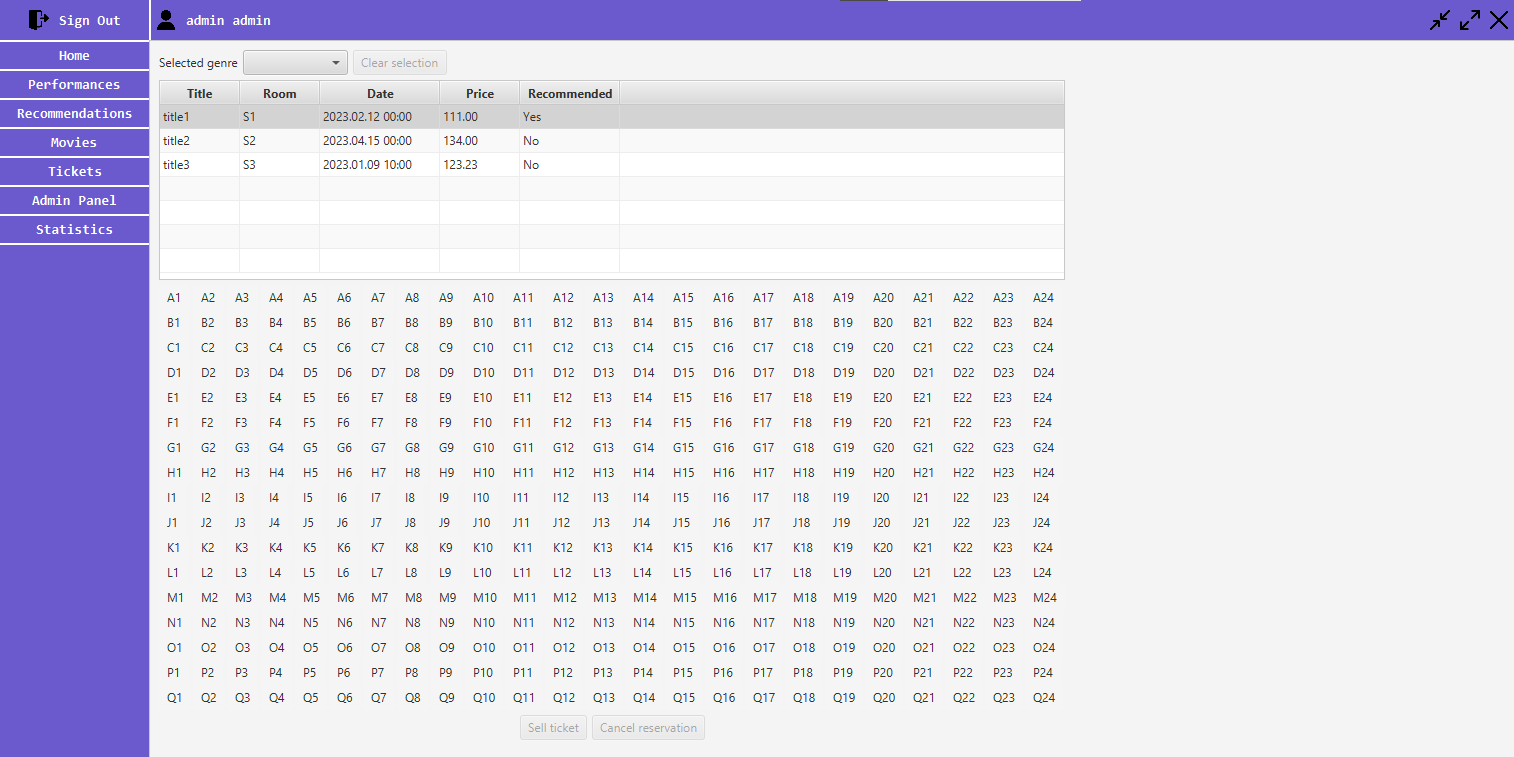 Sign Out
admin admin
Home
Performances
Recommendations
Movies
Tickets
Admin Panel
Statistics
Selected genre Clear selection
Title Room Date Price Recommended
title1 S1 2023.02.12 00:00 111.00 Yes
title2 S2 2023.04.15 00:00 134.00 No
title3 S3 2023.01.09 10:00 123.23 No
A1 A2 A3 A4 A5 A6 A7 A8 A9 A10 A11 A12 A13 A14 A15 A16 A17 A18 A19 A20 A21 A22 A23 A24
B1 B2 B3 B4 B5 B6 B7 B8 B9 B10 B11 B12 B13 B14 B15 B16 B17 B18 B19 B20 B21 B22 B23 B24
C1 C2 C3 C4 C5 C6 C7 C8 C9 C10 C11 C12 C13 C14 C15 C16 C17 C18 C19 C20 C21 C22 C23 C24
D1 D2 D3 D4 D5 D6 D7 D8 D9 D10 D11 D12 D13 D14 D15 D16 D17 D18 D19 D20 D21 D22 D23 D24
E1 E2 E3 E4 E5 E6 E7 E8 E9 E10 E11 E12 E13 E14 E15 E16 E17 E18 E19 E20 E21 E22 E23 E24
F1 F2 F3 F4 F5 F6 F7 F8 F9 F10 F11 F12 F13 F14 F15 F16 F17 F18 F19 F20 F21 F22 F23 F24
G1 G2 G3 G4 G5 G6 G7 G8 G9 G10 G11 G12 G13 G14 G15 G16 G17 G18 G19 G20 G21 G22 G23 G24
H1 H2 H3 H4 H5 H6 H7 H8 H9 H10 H11 H12 H13 H14 H15 H16 H17 H18 H19 H20 H21 H22 H23 H24
I1 I2 I3 I4 I5 I6 I7 I8 I9 I10 I11 I12 I13 I14 I15 I16 I17 I18 I19 I20 I21 I22 I23 I24
J1 J2 J3 J4 J5 J6 J7 J8 J9 J10 J11 J12 J13 J14 J15 J16 J17 J18 J19 J20 J21 J22 J23 J24
K1 K2 K3 K4 K5 K6 K7 K8 K9 K10 K11 K12 K13 K14 K15 K16 K17 K18 K19 K20 K21 K22 K23 K24
L1 L2 L3 L4 L5 L6 L7 L8 L9 L10 L11 L12 L13 L14 L15 L16 L17 L18 L19 L20 L21 L22 L23 L24
M1 M2 M3 M4 M5 M6 M7 M8 M9 M10 M11 M12 M13 M14 M15 M16 M17 M18 M19 M20 M21 M22 M23 M24
N1 N2 N3 N4 N5 N6 N7 N8 N9 N10 N11 N12 N13 N14 N15 N16 N17 N18 N19 N20 N21 N22 N23 N24
O1 O2 O3 O4 O5 O6 O7 O8 O9 O10 O11 O12 O13 O14 O15 O16 O17 O18 O19 O20 O21 O22 O23 O24
P1 P2 P3 P4 P5 P6 P7 P8 P9 P10 P11 P12 P13 P14 P15 P16 P17 P18 P19 P20 P21 P22 P23 P24
Q1 Q2 Q3 Q4 Q5 Q6 Q7 Q8 Q9 Q10 Q11 Q12 Q13 Q14 Q15 Q16 Q17 Q18 Q19 Q20 Q21 Q22 Q23 Q24
Sell ticket Cancel reservation